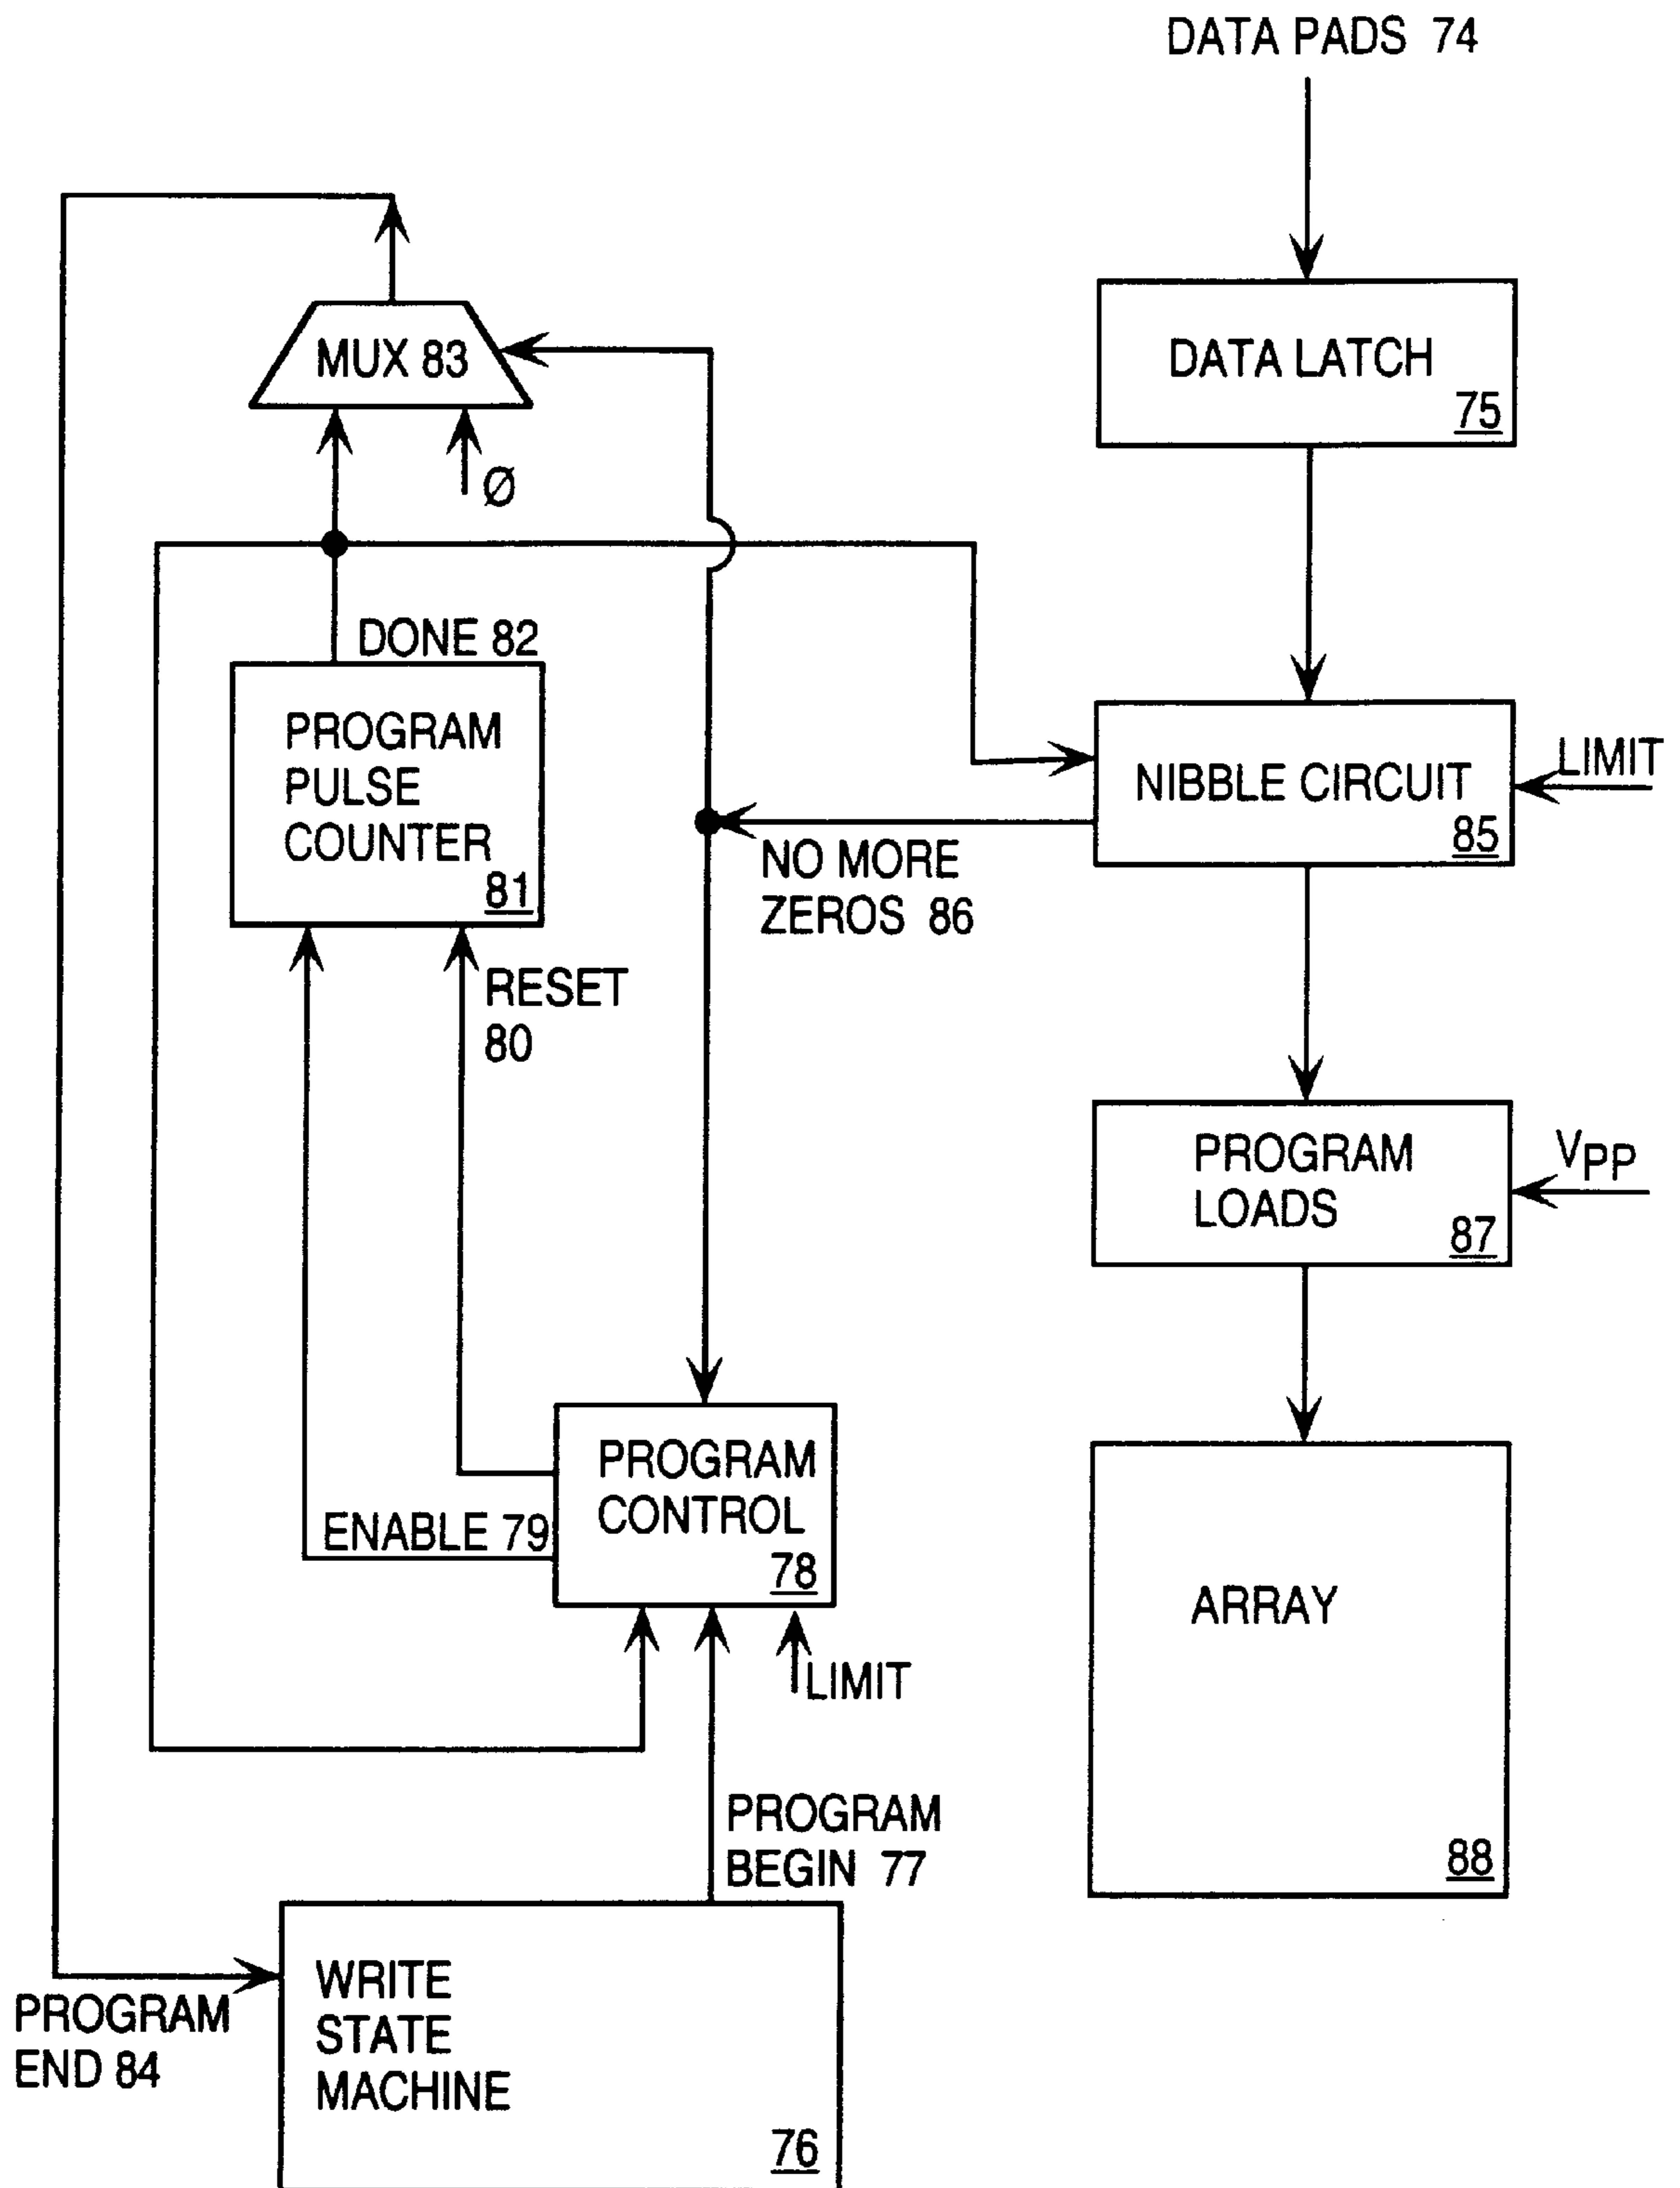 DATA PADS 74
MUX 83
Ø
DATA LATCH
75
DONE 82
PROGRAM
PULSE
COUNTER
81
NIBBLE CIRCUIT
85
LIMIT
NO MORE
ZEROS 86
RESET
80
PROGRAM
LOADS
87
VPP
PROGRAM
CONTROL
78
ENABLE 79
LIMIT
ARRAY
88
PROGRAM
BEGIN 77
PROGRAM
END 84
WRITE
STATE
MACHINE
76